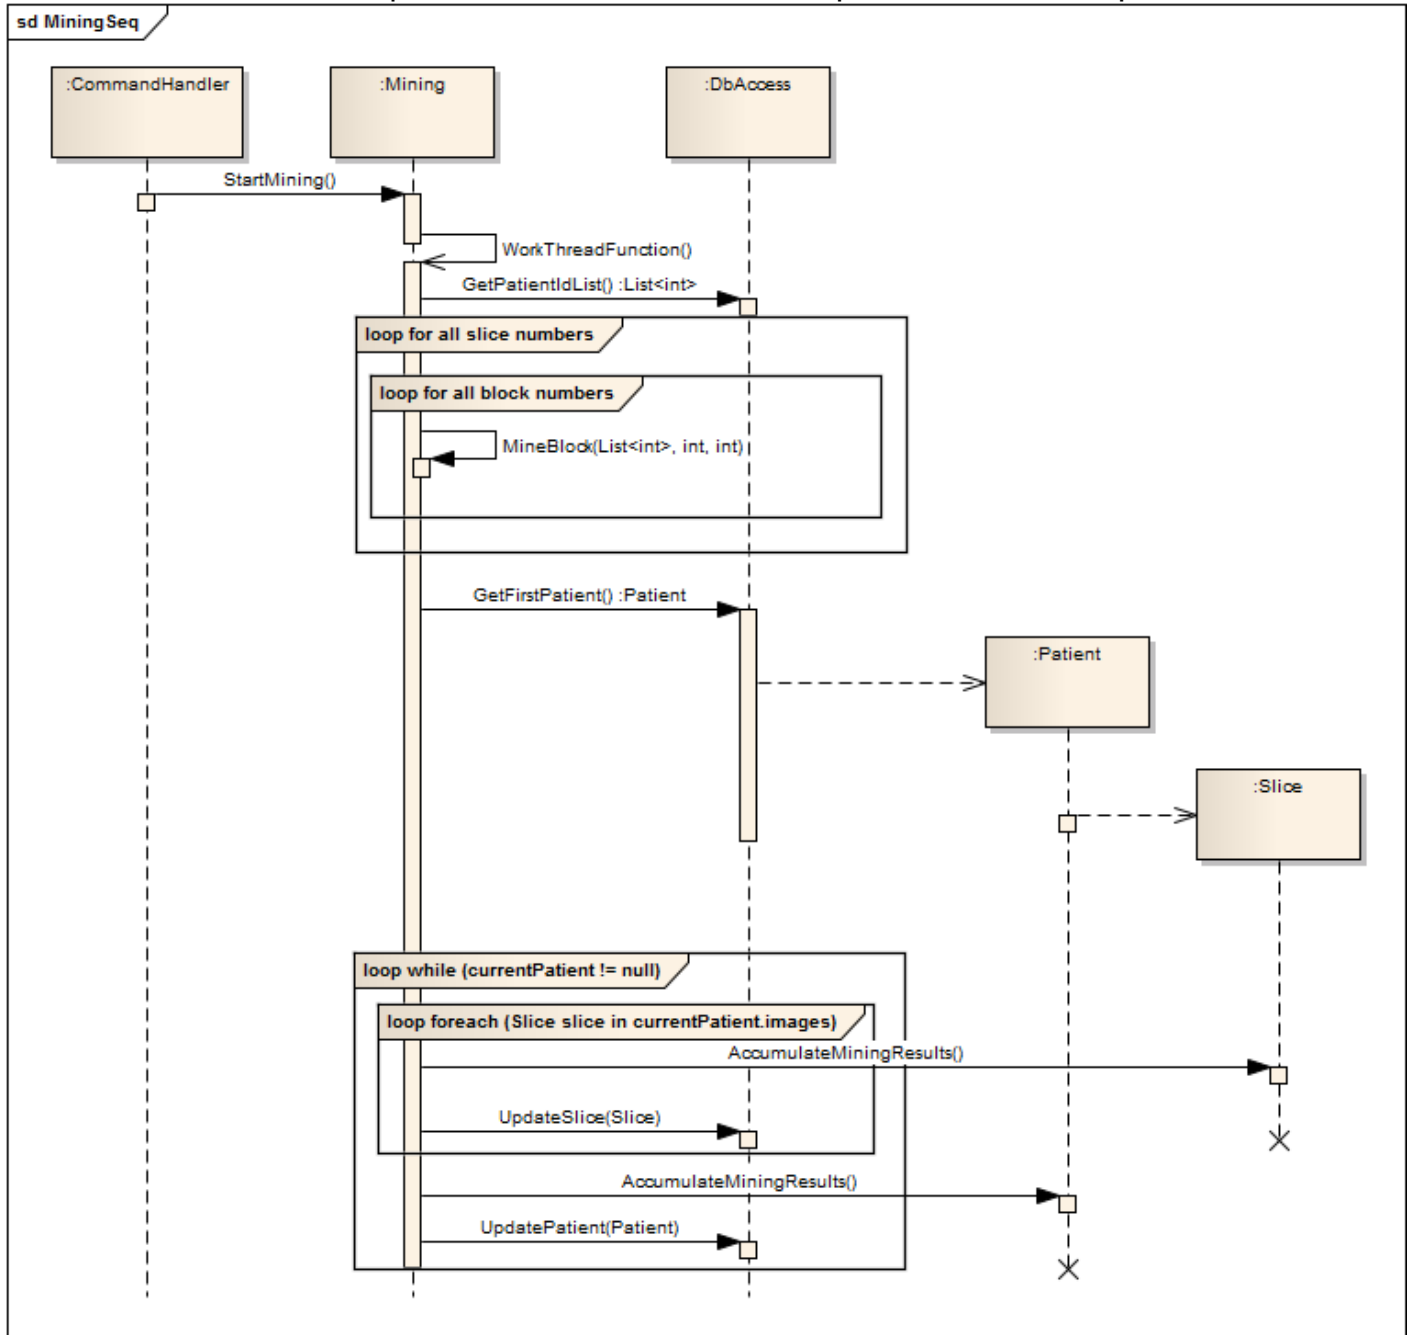 sd MiningSeq
:CommandHandler
:Mining
:DbAccess
StartMining()
WorkThreadFunction()
GetPatientIdList() :List<int>
loop for all slice numbers
loop for all block numbers
MineBlock(List<int>, int, int)
GetFirstPatient() :Patient
:Patient
:Slice
loop while (currentPatient != null)
loop foreach (Slice slice in currentPatient.images)
AccumulateMiningResults()
UpdateSlice(Slice)
AccumulateMiningResults()
UpdatePatient(Patient)